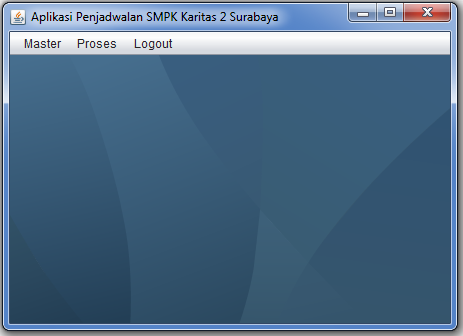 Aplikasi Penjadwalan SMPK Karitas 2 Surabaya
Master Proses Logout